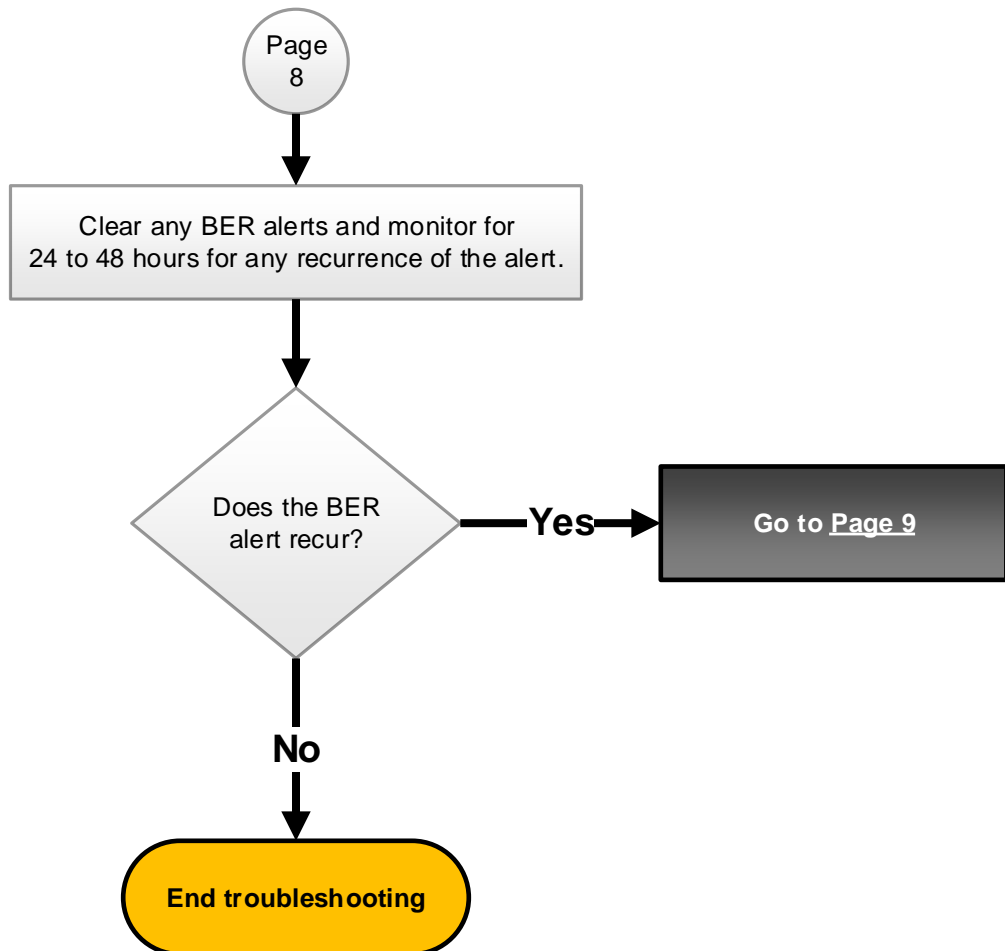 Page
8
Clear any BER alerts and monitor for
24 to 48 hours for any recurrence of the alert.
Does the BER
alert recur?
Yes
Go to Page 9
No
End troubleshooting